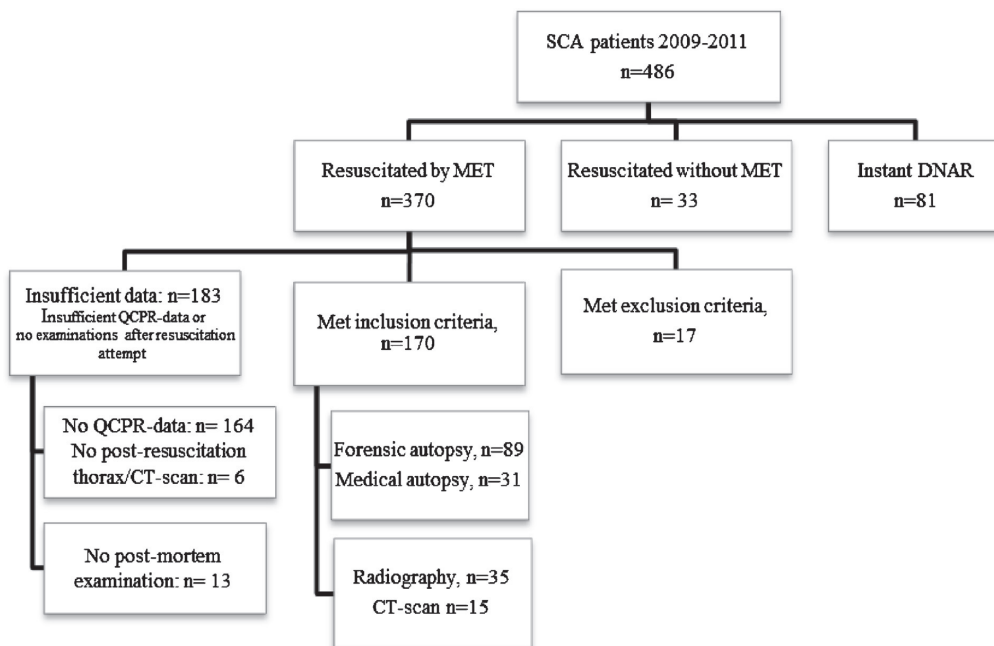 SCA patients 2009-2011
n=486
Resuscitated by MET
n=370
Resuscitated without MET
n= 33
Instant DNAR
n=81
Insufficient data: n=183
Insufficient QCPR-data or
no examinations after resuscitation
attempt
Met inclusion criteria,
n=170
Met exclusion criteria,
n=17
No QCPR-data: n= 164
No post-resuscitation
thorax/CT-scan: n= 6
Forensic autopsy, n=89
Medical autopsy, n=31
No post-mortem
examination: n= 13
Radiography, n=35
CT-scan n=15